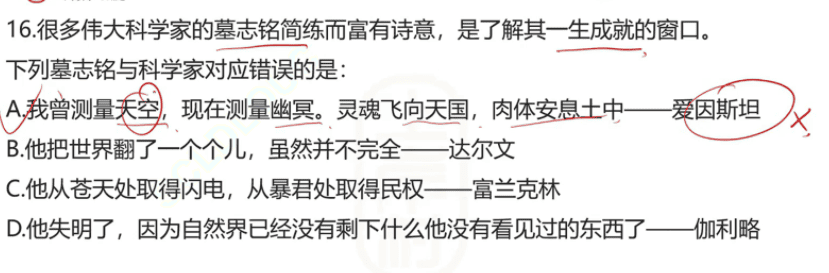 16.很多伟大科学家的墓志铭简练而富有诗意，是了解其一生成就的窗口。
下列墓志铭与科学家对应错误的是：
A.我曾测量天空，现在测量幽冥。灵魂飞向天国，肉体安息土中——爱因斯坦
B.他把世界翻了一个个儿，虽然并不完全——达尔文
C.他从苍天处取得闪电，从暴君处取得民权——富兰克林
D.他失明了，因为自然界已经没有剩下什么他没有看见过的东西了——伽利略